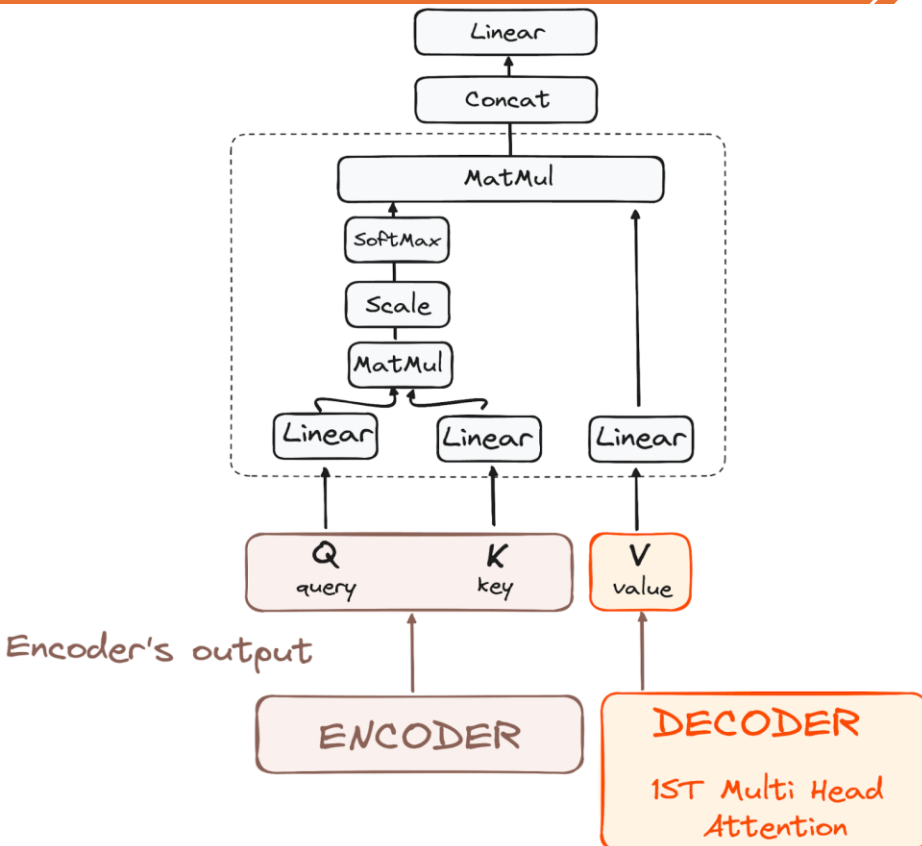 Linear
Concat
MatMul
SoftMax
Scale
MatMul
Linear
Linear
Linear
Q
query
K
key
V
value
Encoder's output
ENCODER
DECODER
1ST Multi Head
Attention